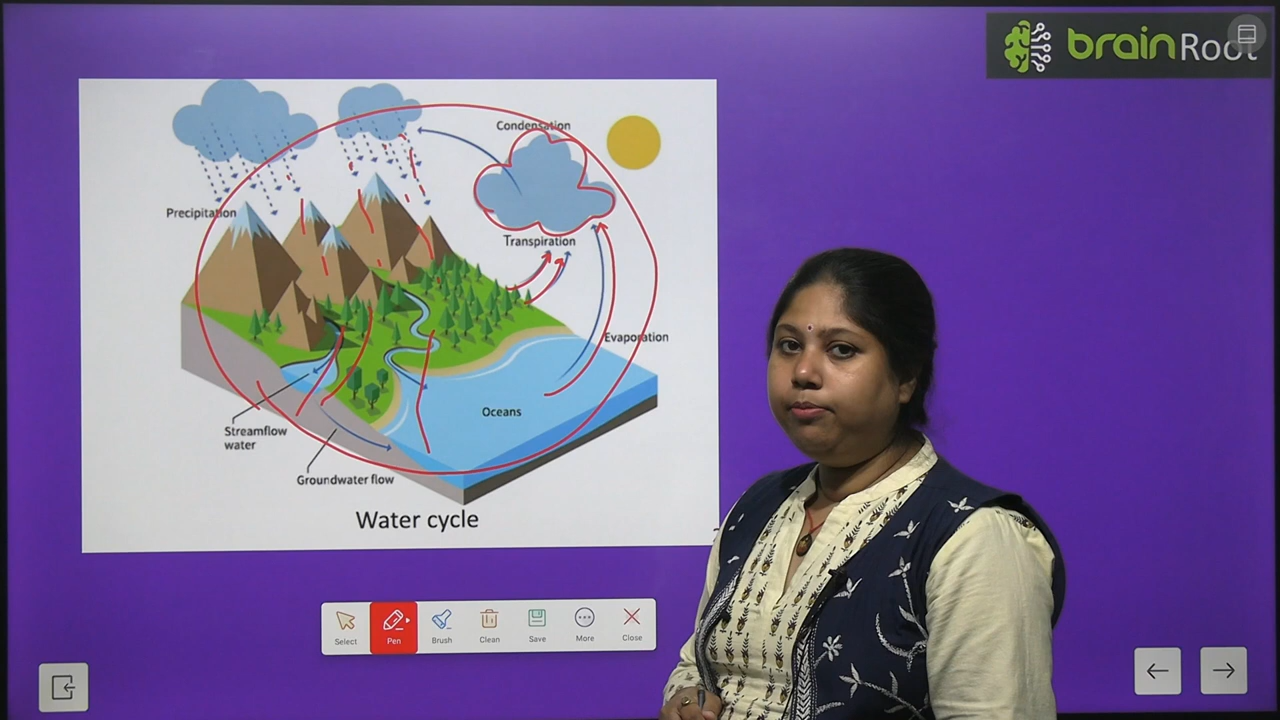 brainRoot
Condensation
Precipitation
Transpiration
Evaporation
Oceans
Streamflow
water
Groundwater flow
Water cycle
Select
Pen
Brush
Clean
Save
More
Close